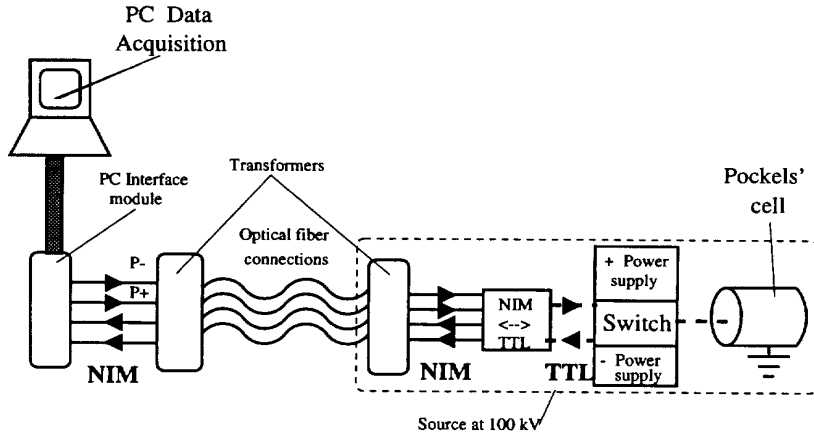 PC Data
Acquisition
Transformers
PC Interface
module
Pockels'
cell
Optical fiber
connections
P-
P+
NIM
NIM
<-->
TTL
+ Power
supply
Switch
- Power
supply
NIM
TTL
Source at 100 kV